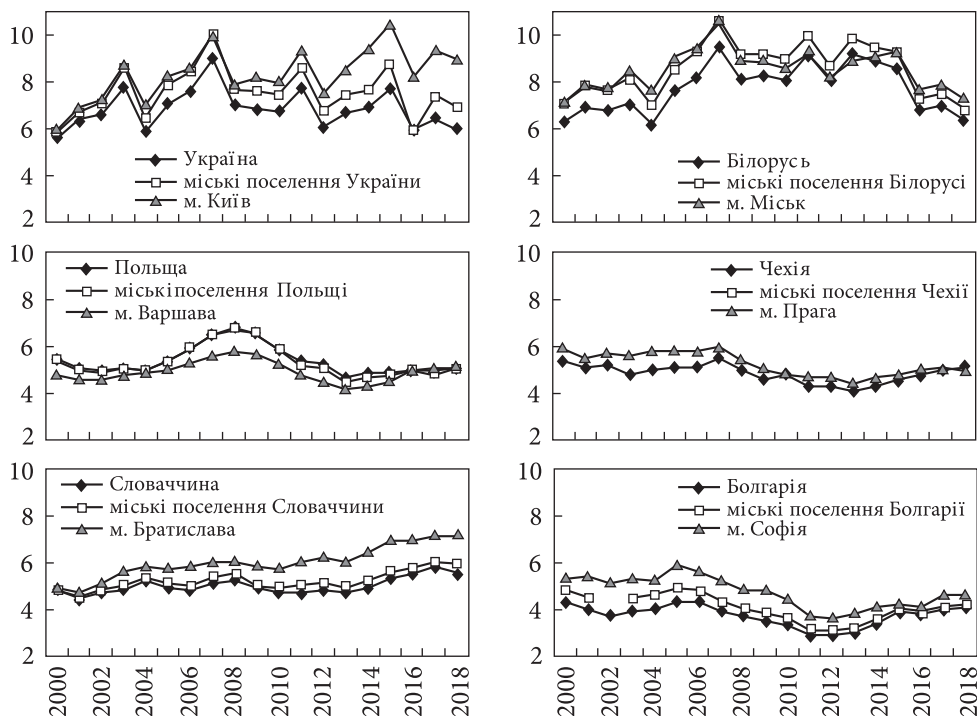 10
8
6
4
2
Україна
міські поселення України
м. Київ
10
8
6
4
2
Білорусь
міські поселення Білорусі
м. Міськ
10
8
6
4
2
Польща
міськіпоселення Польщі
м. Варшава
10
8
6
4
2
Чехія
міські поселення Чехії
м. Прага
10
8
6
4
2
Словаччина
міські поселення Словаччини
м. Братислава
2000
2002
2004
2006
2008
2010
2012
2014
2016
2018
10
8
6
4
2
Болгарія
міські поселення Болгарії
м. Софія
2000
2002
2004
2006
2008
2010
2012
2014
2016
2018